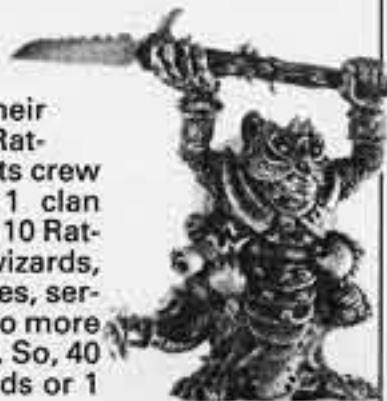 heir
Rat-
ts crew
1 clan
10 Rat-
wizards,
es, ser-
o more
. So, 40
ds or 1